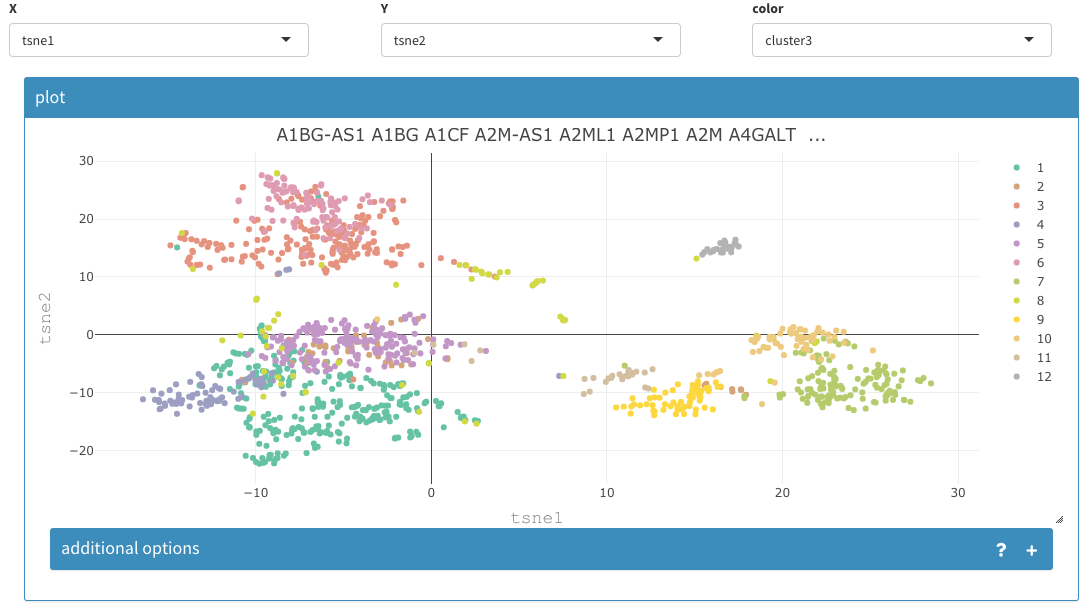 X Y color
tsne1 tsne2 cluster3
plot
A1BG-AS1 A1BG A1CF A2M-AS1 A2ML1 A2MP1 A2M A4GALT ...
30
20
10
0
−10
−20
tsne2
−10 0 10 20 30
tsne1
1
2
3
4
5
6
7
8
9
10
11
12
additional options ? +